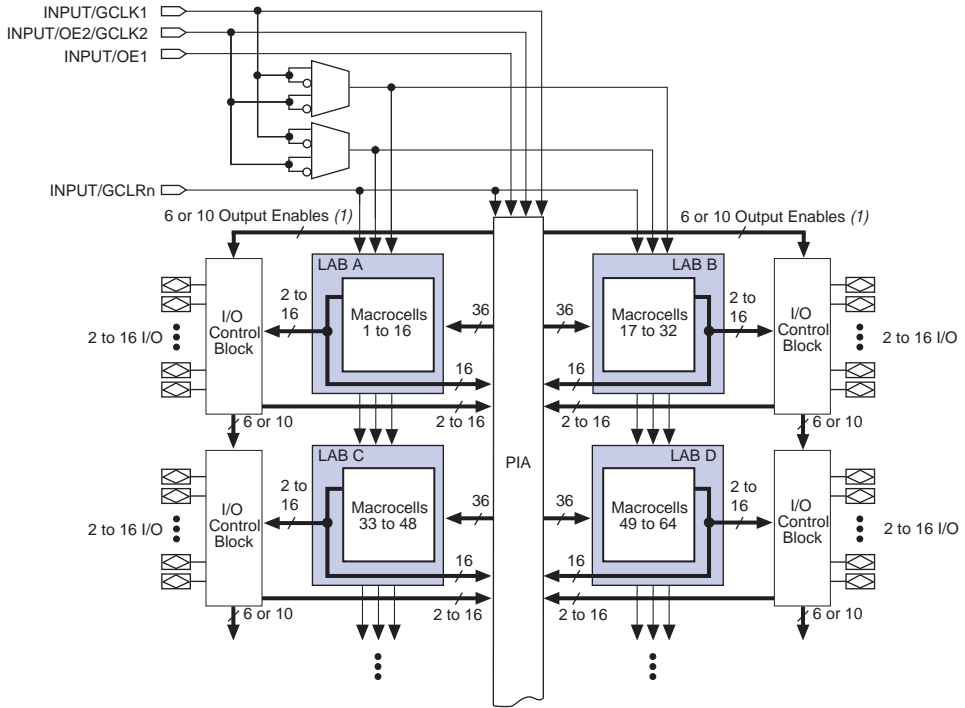 INPUT/GCLK1
INPUT/OE2/GCLK2
INPUT/OE1
INPUT/GCLRn
6 or 10 Output Enables (1)
6 or 10 Output Enables (1)
LAB A
LAB B
2 to
16
Macrocells
1 to 16
36
36
Macrocells
17 to 32
2 to
16
I/O
Control
Block
I/O
Control
Block
2 to 16 I/O
2 to 16 I/O
16
16
6 or 10
2 to 16
2 to 16
6 or 10
LAB C
PIA
LAB D
2 to
16
Macrocells
33 to 48
36
36
Macrocells
49 to 64
2 to
16
I/O
Control
Block
I/O
Control
Block
2 to 16 I/O
2 to 16 I/O
16
16
6 or 10
2 to 16
2 to 16
6 or 10